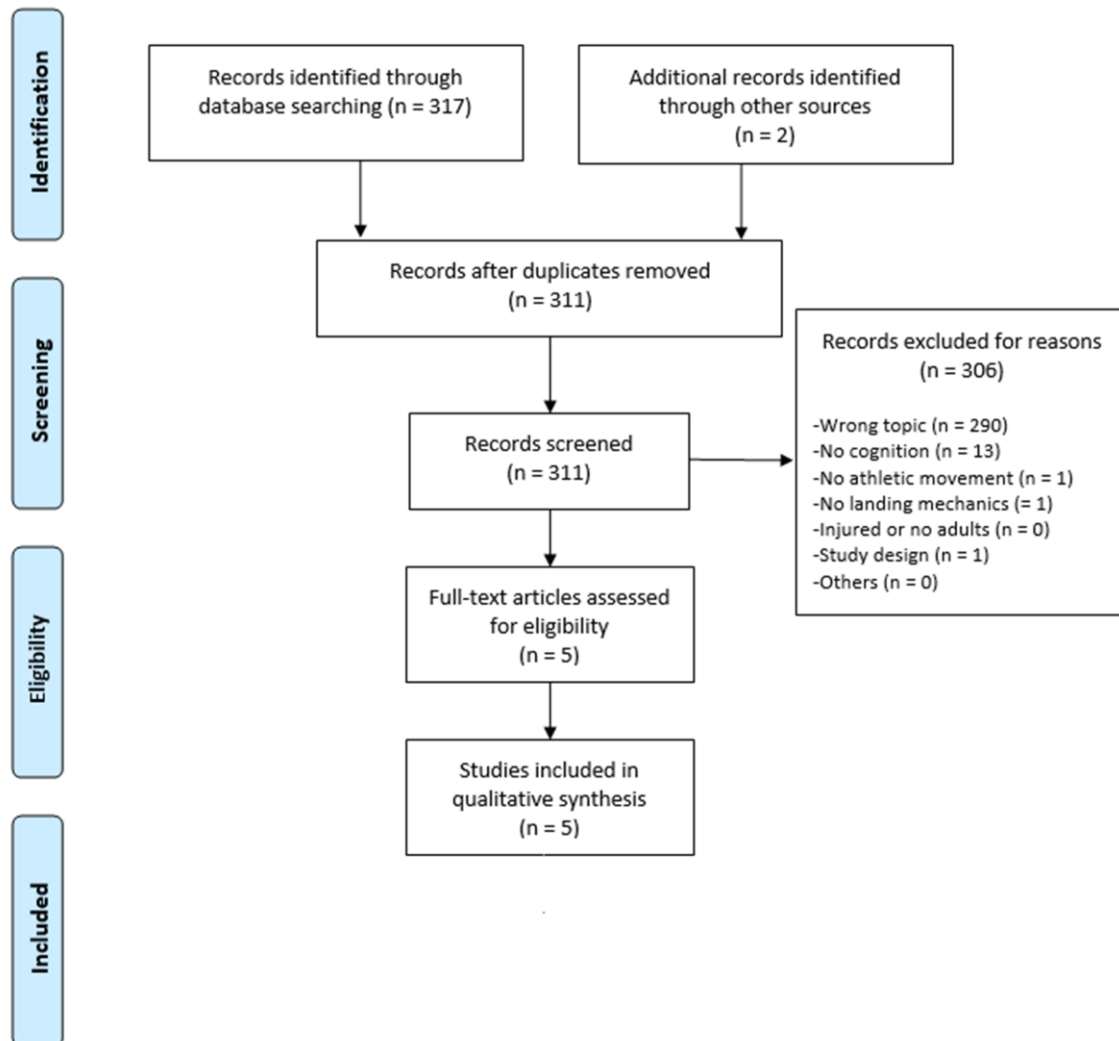 Identification
Records identified through
database searching (n = 317)
Additional records identified
through other sources
(n = 2)
Records after duplicates removed
(n = 311)
Screening
Records screened
(n = 311)
Records excluded for reasons
(n = 306)
-Wrong topic (n = 290)
-No cognition (n = 13)
-No athletic movement (n = 1)
-No landing mechanics (= 1)
-Injured or no adults (n = 0)
-Study design (n = 1)
-Others (n = 0)
Eligibility
Full-text articles assessed
for eligibility
(n = 5)
Studies included in
qualitative synthesis
(n = 5)
Included